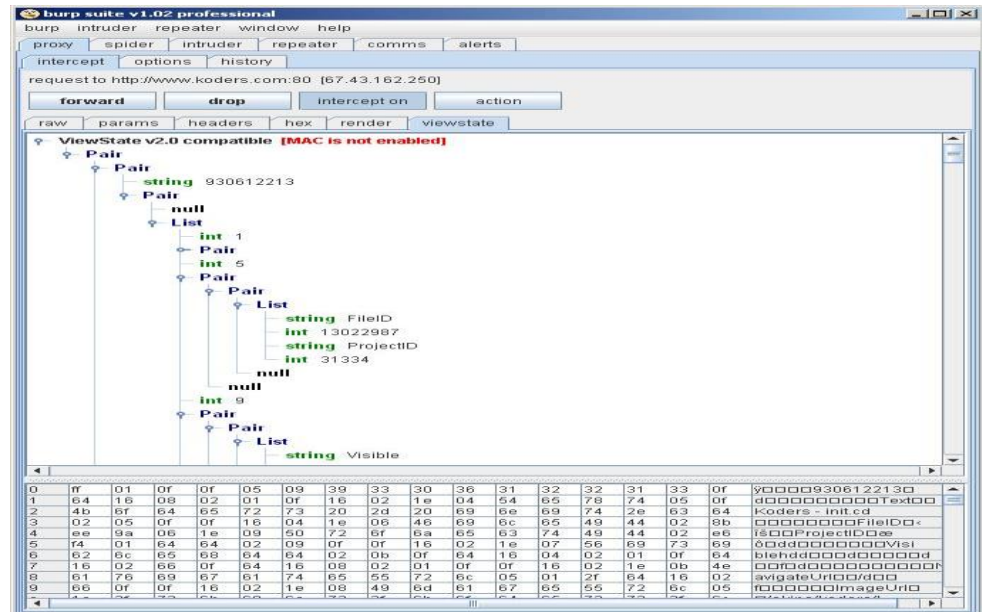 burp suite v1.02 professional
burp intruder repeater window help
proxy spider intruder repeater comms alerts
intercept options history
request to http://www.koders.com:80 [67.43.162.250]
forward drop intercept on action
raw params headers hex render viewstate
ViewState v2.0 compatible [MAC is not enabled]
Pair
Pair
string 930612213
Pair
null
List
int 1
Pair
int 5
Pair
Pair
List
string FileID
int 13022987
string ProjectID
int 31334
null
null
int 9
Pair
Pair
List
string Visible
0 ff 01 0f 0f 05 09 39 33 30 36 31 32 32 31 33 0f ÿ□□□□930612213□
1 64 16 08 02 01 0f 16 02 1e 04 54 65 78 74 05 0f d□□□□□□□□□Text□□
2 4b 6f 64 65 72 73 20 2d 20 69 6e 69 74 2e 63 64 Koders - init.cd
3 02 05 0f 0f 16 04 1e 06 46 69 6c 65 49 44 02 8b □□□□□□□□FileID□‹
4 ee 9a 06 1e 09 50 72 6f 6a 65 63 74 49 44 02 e6 îš□□□ProjectID□æ
5 f4 01 64 64 02 09 0f 0f 16 02 1e 07 56 69 73 69 ô□dd□□□□□□□□Visi
6 62 6c 65 68 64 64 02 0b 0f 64 16 04 02 01 0f 64 blehdd□□□d□□□□□d
7 16 02 66 0f 64 16 08 02 01 0f 0f 16 02 1e 0b 4e □□f□d□□□□□□□□□□N
8 61 76 69 67 61 74 65 55 72 6c 05 01 2f 64 16 02 avigateUrl□□/d□□
9 66 0f 0f 16 02 1e 08 49 6d 61 67 65 55 72 6c 05 f□□□□□□ImageUrl□